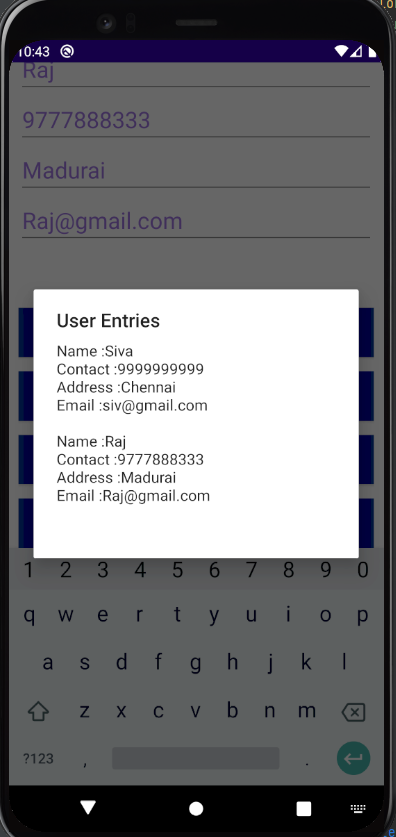 10:43
Raj
9777888333
Madurai
Raj@gmail.com
User Entries
Name :Siva
Contact :9999999999
Address :Chennai
Email :siv@gmail.com
Name :Raj
Contact :9777888333
Address :Madurai
Email :Raj@gmail.com
1 2 3 4 5 6 7 8 9 0
q w e r t y u i o p
a s d f g h j k l
z x c v b n m
?123 , .